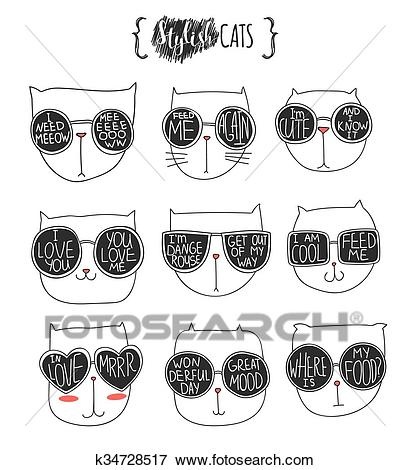 { Stylish CATS }
I NEED MEEOW
MEE EEEEE OOO OW
FEED ME
AGAIN
I'm CUTE
AND I KNOW IT
I LOVE YOU
YOU LOVE ME
I'M DANGE ROUSE
GET OUT OF MY WAY
I AM COOL
FEED ME
FOTOSEARCH®
IN LOVE
MRRR
WON DERFUL DAY
GREAT MOOD
WHERE IS
MY FOOD?
k34728517 www.fotosearch.com